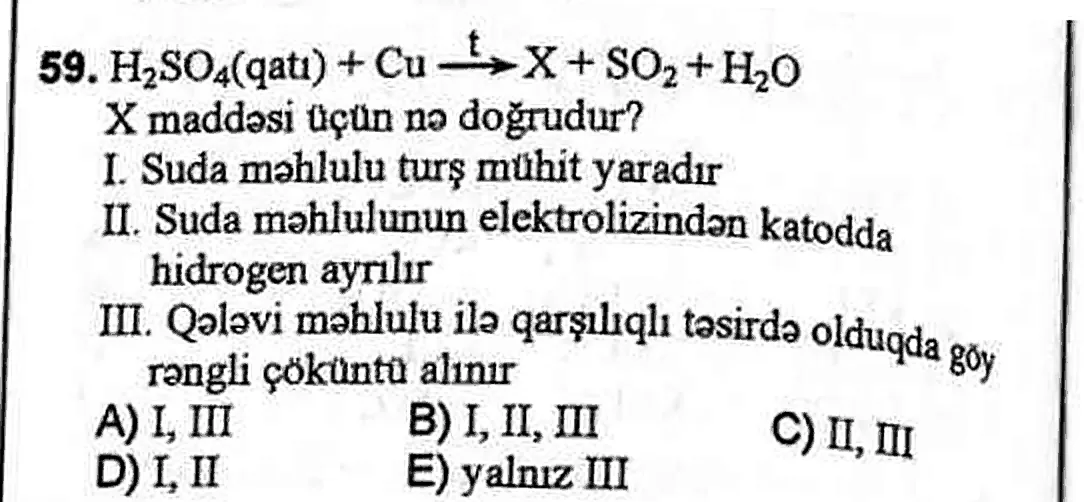 59. H₂SO₄(qatı) + Cu —t→ X + SO₂ + H₂O
X maddəsi üçün nə doğrudur?
I. Suda məhlulu turş mühit yaradır
II. Suda məhlulunun elektrolizindən katodda
hidrogen ayrılır
III. Qələvi məhlulu ilə qarşılıqlı təsirdə olduqda göy
rəngli çöküntü alınır
A) I, III B) I, II, III C) II, III
D) I, II E) yalnız III